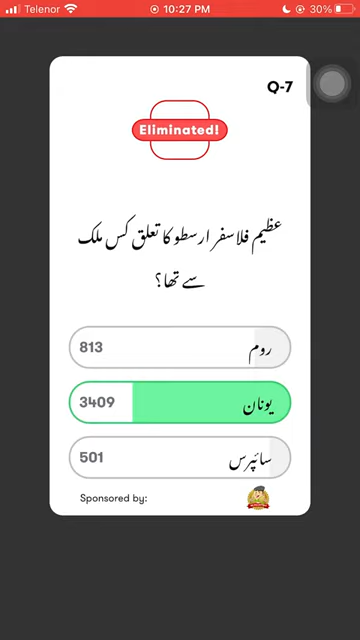 Telenor 10:27 PM 30%
Q-7
Eliminated!
عظیم فلاسفر ارسطو کا تعلق کس ملک
سے تھا؟
813 روم
3409 یونان
501 سائپرس
Sponsored by: